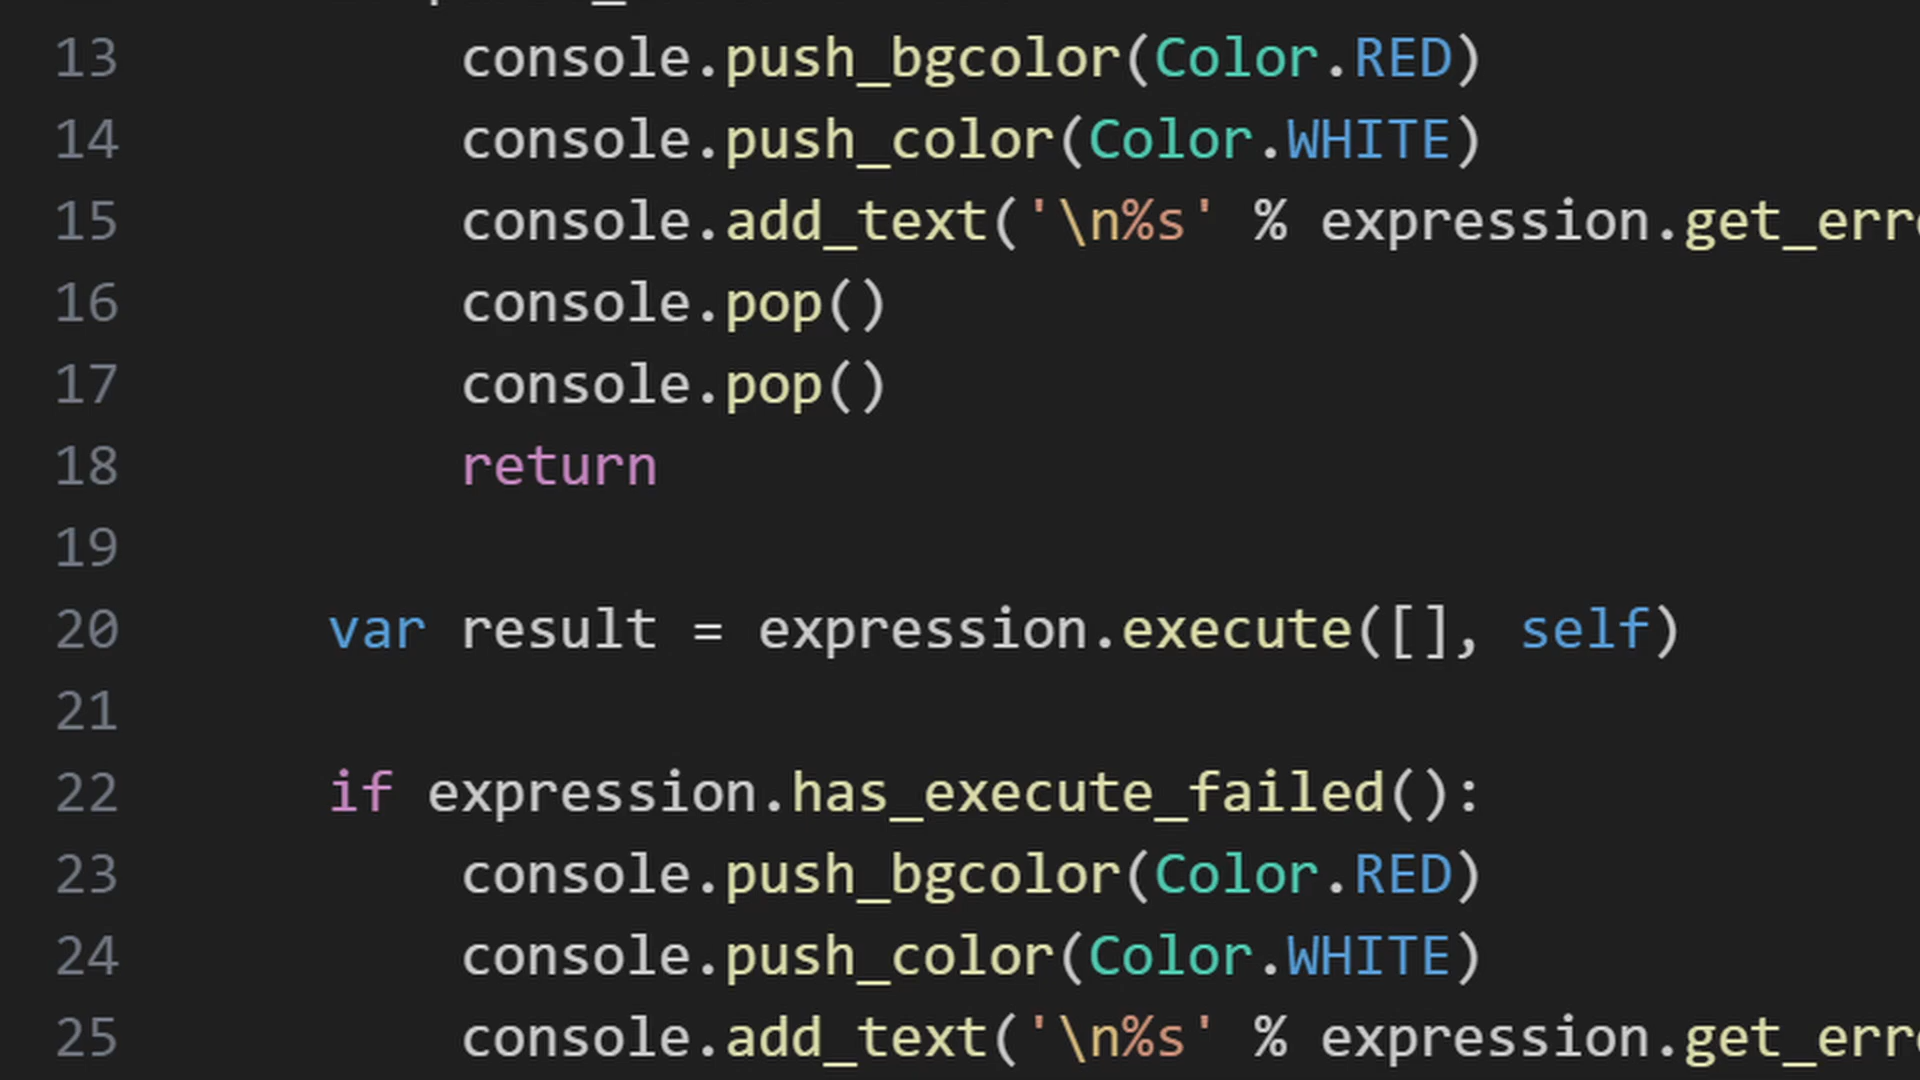 13 console.push_bgcolor(Color.RED)
14 console.push_color(Color.WHITE)
15 console.add_text('\n%s' % expression.get_erro
16 console.pop()
17 console.pop()
18 return
19
20 var result = expression.execute([], self)
21
22 if expression.has_execute_failed():
23 console.push_bgcolor(Color.RED)
24 console.push_color(Color.WHITE)
25 console.add_text('\n%s' % expression.get_erro